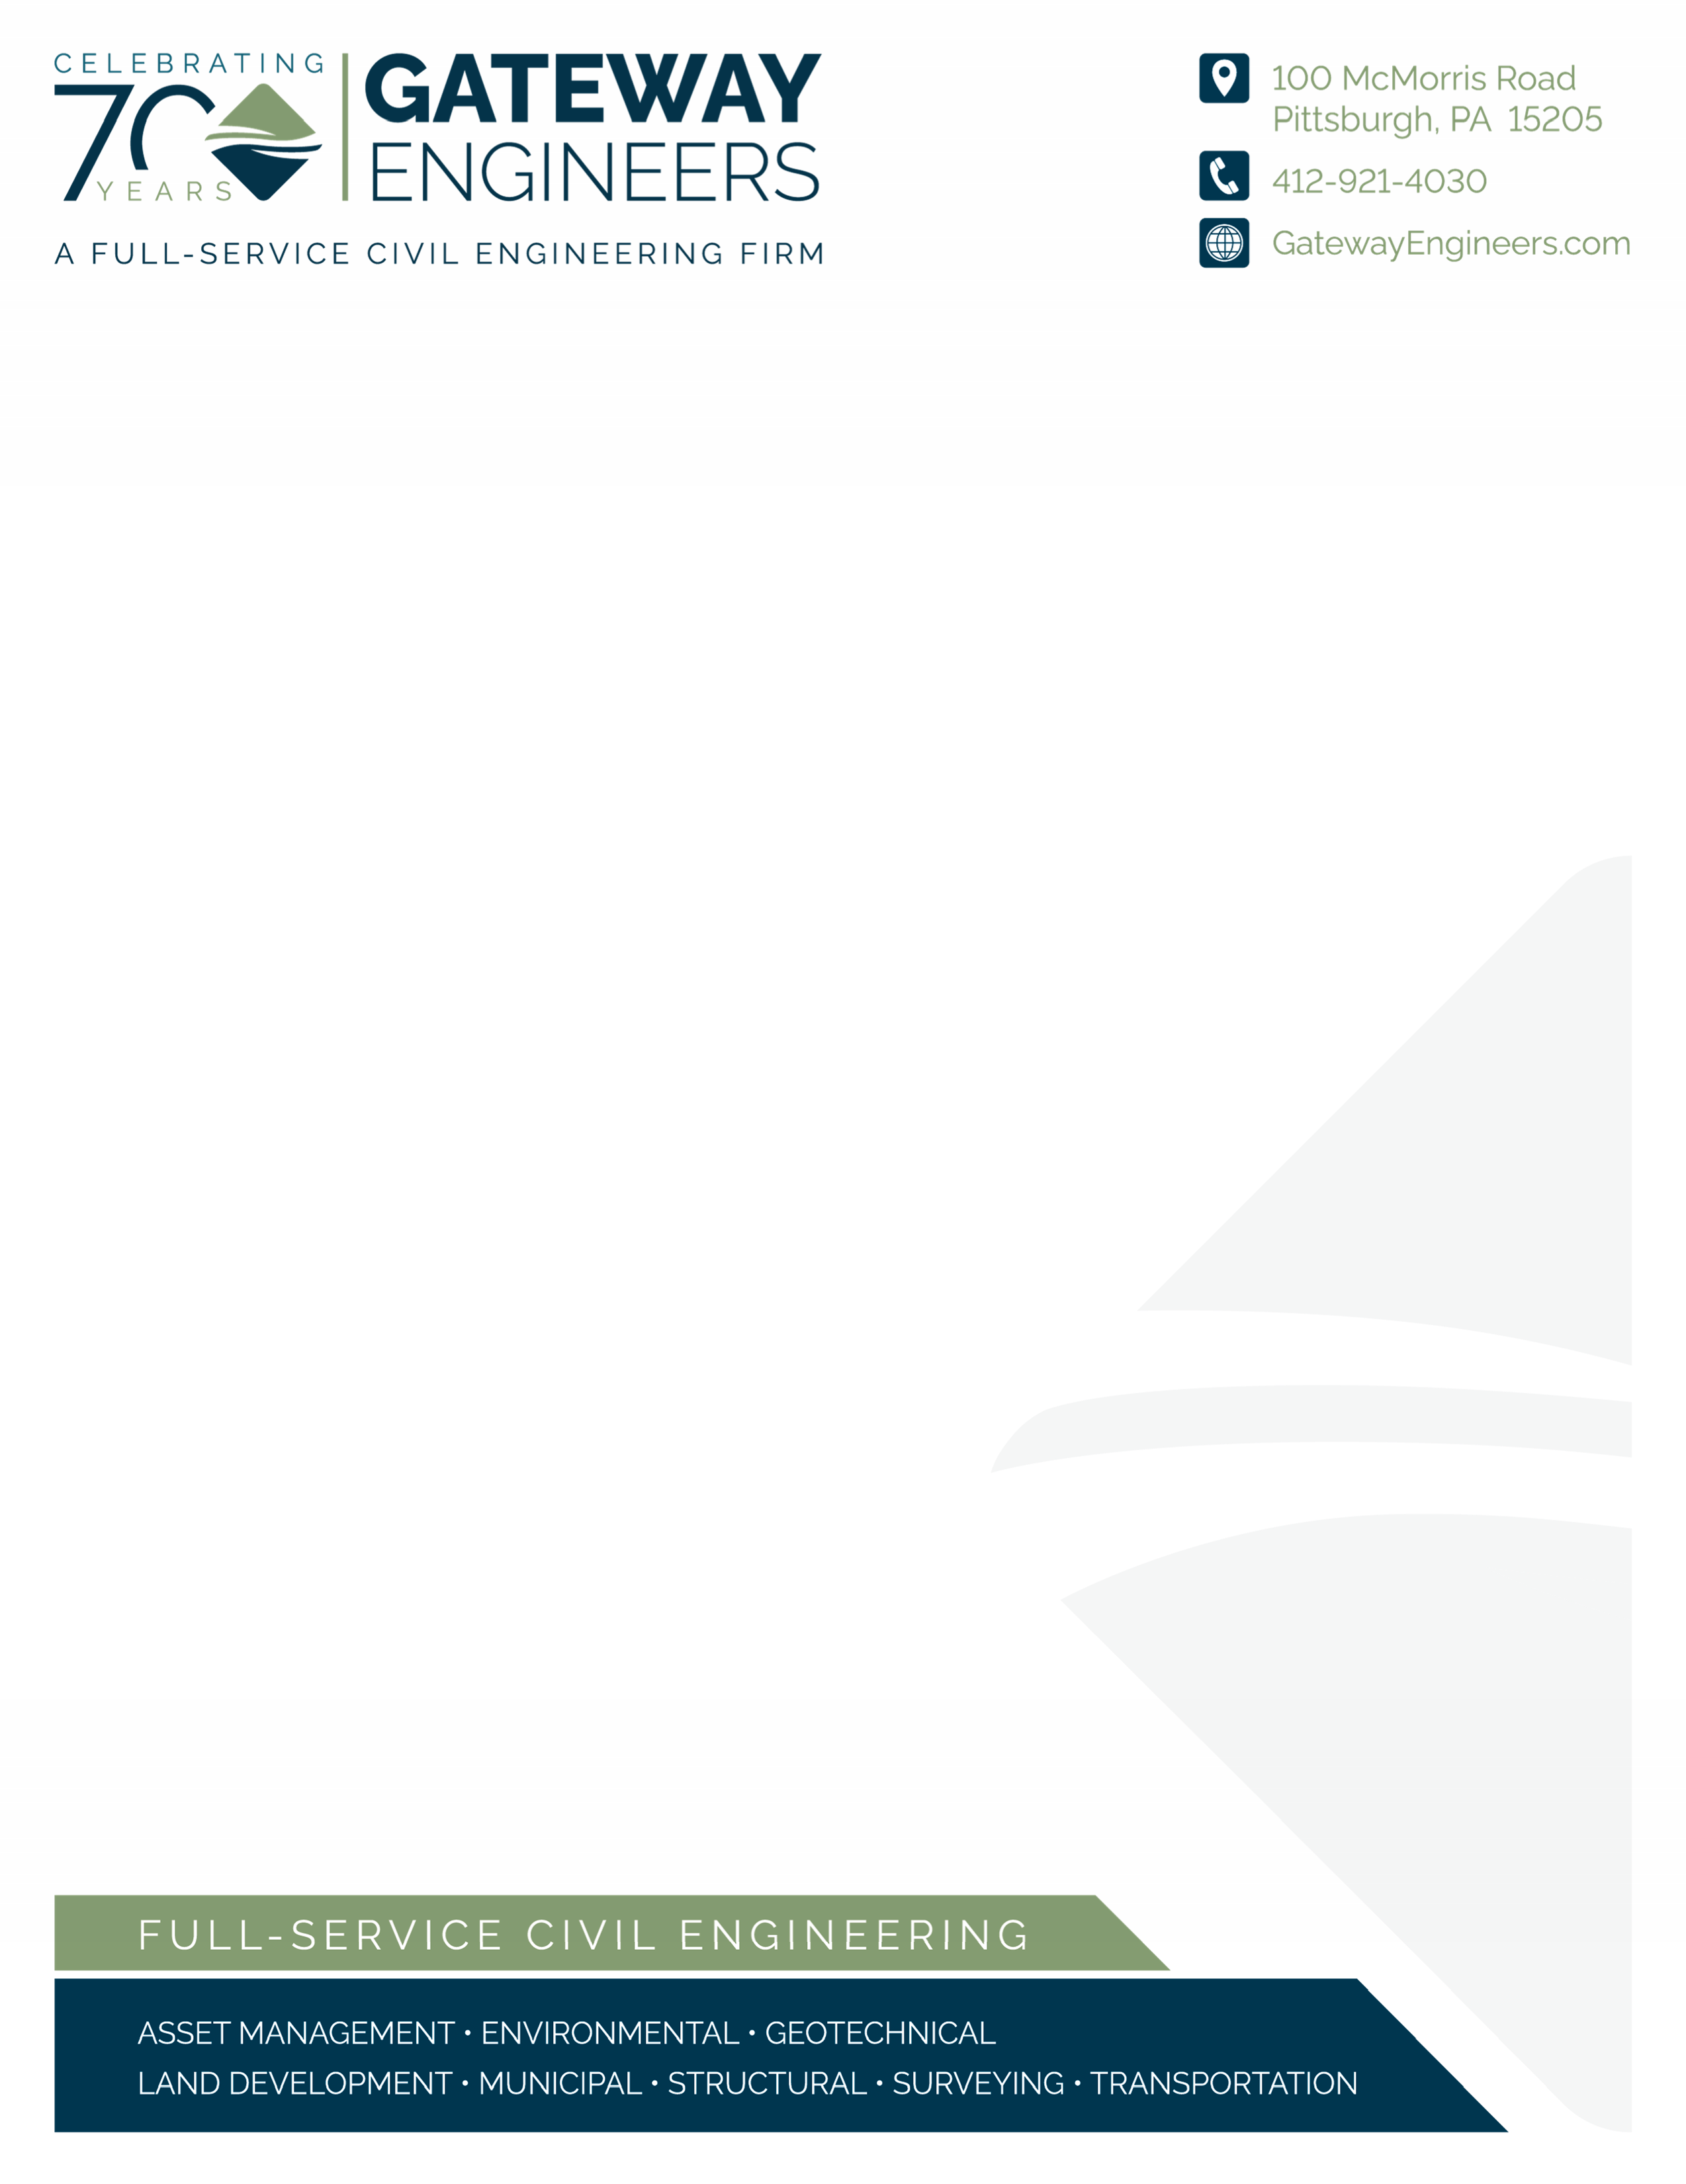 CELEBRATING
70
YEARS
GATEWAY
ENGINEERS
A FULL-SERVICE CIVIL ENGINEERING FIRM
100 McMorris Road
Pittsburgh, PA 15205
412-921-4030
GatewayEngineers.com
FULL-SERVICE CIVIL ENGINEERING
ASSET MANAGEMENT • ENVIRONMENTAL • GEOTECHNICAL
LAND DEVELOPMENT • MUNICIPAL • STRUCTURAL • SURVEYING • TRANSPORTATION